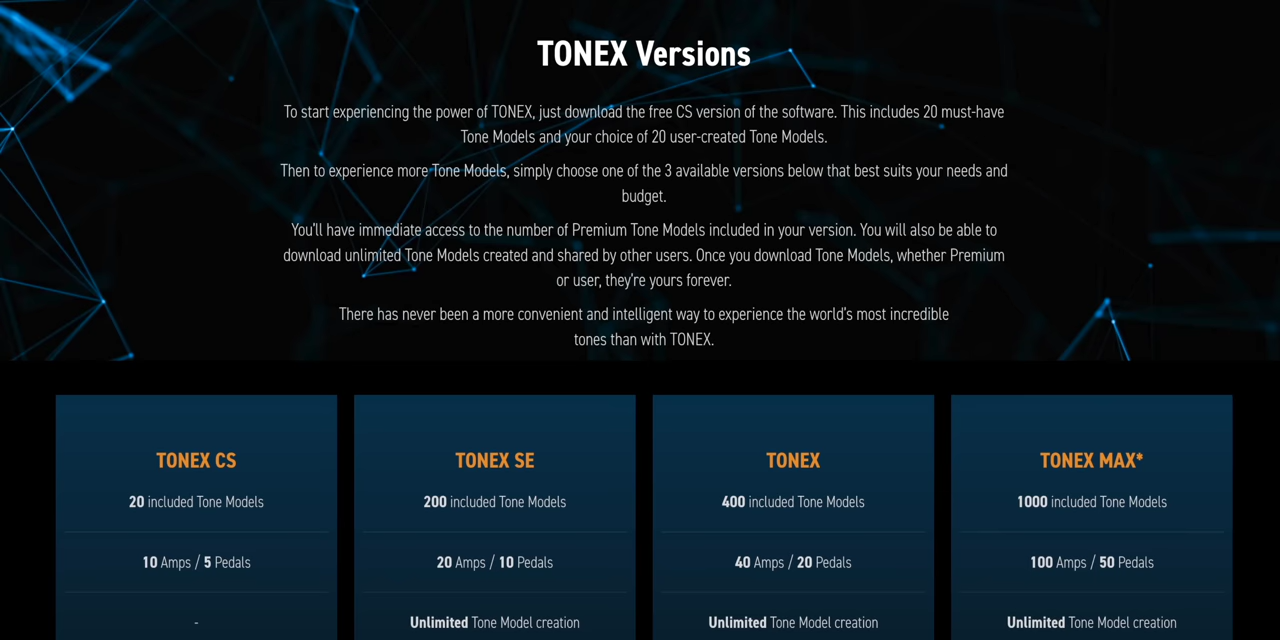 TONEX Versions
To start experiencing the power of TONEX, just download the free CS version of the software. This includes 20 must-have
Tone Models and your choice of 20 user-created Tone Models.
Then to experience more Tone Models, simply choose one of the 3 available versions below that best suits your needs and
budget.
You'll have immediate access to the number of Premium Tone Models included in your version. You will also be able to
download unlimited Tone Models created and shared by other users. Once you download Tone Models, whether Premium
or user, they're yours forever.
There has never been a more convenient and intelligent way to experience the world's most incredible
tones than with TONEX.
TONEX CS
20 included Tone Models
10 Amps / 5 Pedals
-
TONEX SE
200 included Tone Models
20 Amps / 10 Pedals
Unlimited Tone Model creation
TONEX
400 included Tone Models
40 Amps / 20 Pedals
Unlimited Tone Model creation
TONEX MAX*
1000 included Tone Models
100 Amps / 50 Pedals
Unlimited Tone Model creation